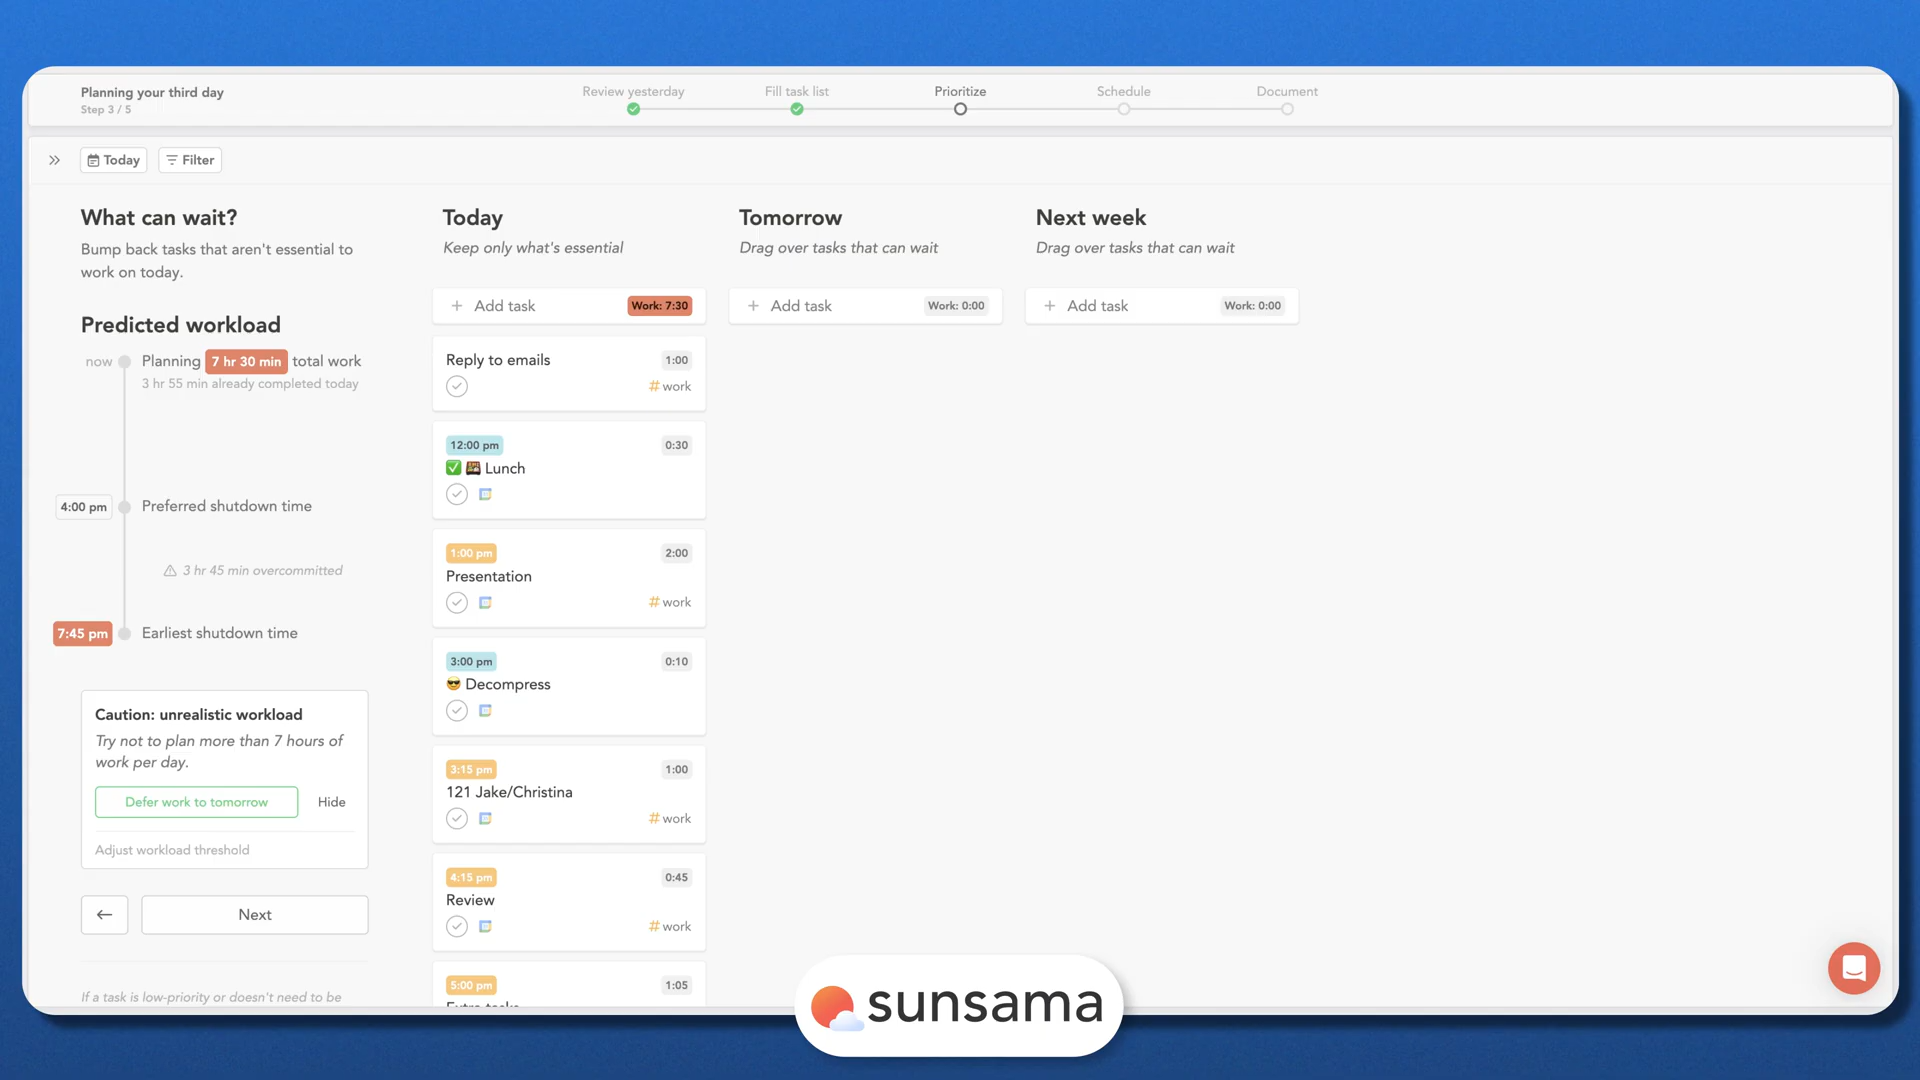 Planning your third day
Step 3 / 5
Review yesterday
Fill task list
Prioritize
Schedule
Document
Today
Filter
What can wait?
Bump back tasks that aren't essential to
work on today.
Predicted workload
now
Planning 7 hr 30 min total work
3 hr 55 min already completed today
4:00 pm
Preferred shutdown time
3 hr 45 min overcommitted
7:45 pm
Earliest shutdown time
Caution: unrealistic workload
Try not to plan more than 7 hours of
work per day.
Defer work to tomorrow
Hide
Adjust workload threshold
Next
If a task is low-priority or doesn't need to be
Today
Keep only what's essential
+ Add task
Work: 7:30
Reply to emails
1:00
# work
12:00 pm
0:30
Lunch
1:00 pm
2:00
Presentation
# work
3:00 pm
0:10
Decompress
3:15 pm
1:00
121 Jake/Christina
# work
4:15 pm
0:45
Review
# work
5:00 pm
1:05
Extra tasks
Tomorrow
Drag over tasks that can wait
+ Add task
Work: 0:00
Next week
Drag over tasks that can wait
+ Add task
Work: 0:00
sunsama